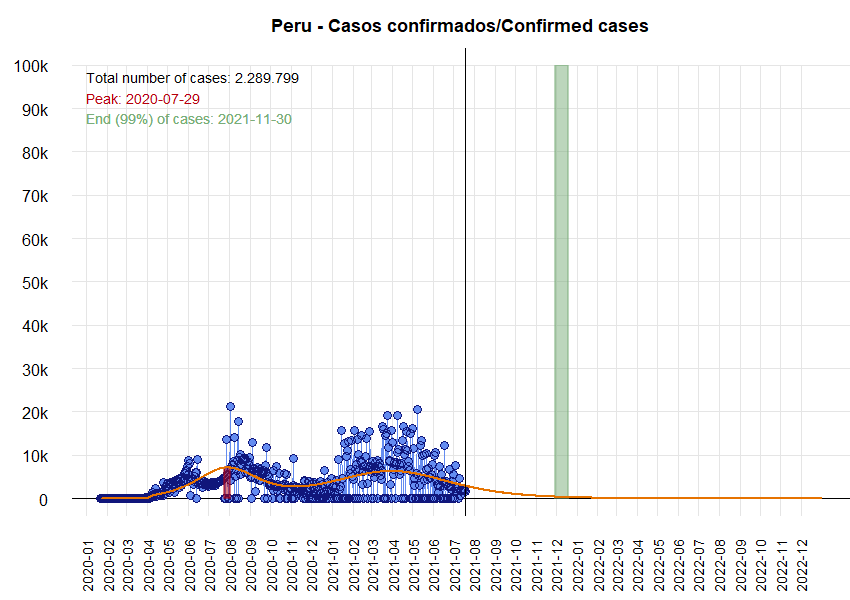 Peru - Casos confirmados/Confirmed cases
100k
90k
80k
70k
60k
50k
40k
30k
20k
10k
0
Total number of cases: 2.289.799
Peak: 2020-07-29
End (99%) of cases: 2021-11-30
2020-01
2020-02
2020-03
2020-04
2020-05
2020-06
2020-07
2020-08
2020-09
2020-10
2020-11
2020-12
2021-01
2021-02
2021-03
2021-04
2021-05
2021-06
2021-07
2021-08
2021-09
2021-10
2021-11
2021-12
2022-01
2022-02
2022-03
2022-04
2022-05
2022-06
2022-07
2022-08
2022-09
2022-10
2022-11
2022-12